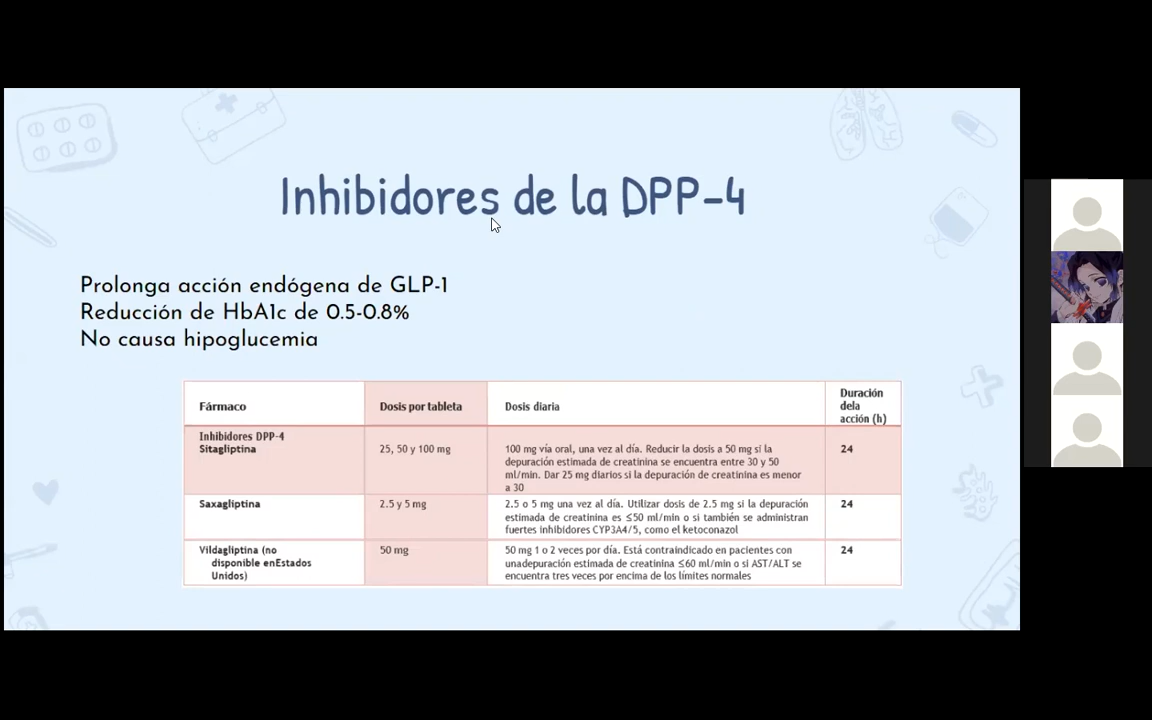 Inhibidores de la DPP-4
Prolonga acción endógena de GLP-1
Reducción de HbA1c de 0.5-0.8%
No causa hipoglucemia
Fármaco
Dosis por tableta
Dosis diaria
Duración
dela
acción (h)
Inhibidores DPP-4
Sitagliptina
25, 50 y 100 mg
100 mg vía oral, una vez al día. Reducir la dosis a 50 mg si la
depuración estimada de creatinina se encuentra entre 30 y 50
ml/min. Dar 25 mg diarios si la depuración de creatinina es menor
a 30
24
Saxagliptina
2.5 y 5 mg
2.5 o 5 mg una vez al día. Utilizar dosis de 2.5 mg si la depuración
estimada de creatinina es ≤50 ml/min o si también se administran
fuertes inhibidores CYP3A4/5, como el ketoconazol
24
Vildagliptina (no
disponible enEstados
Unidos)
50 mg
50 mg 1 o 2 veces por día. Está contraindicado en pacientes con
unadepuración estimada de creatinina ≤60 ml/min o si AST/ALT se
encuentra tres veces por encima de los límites normales
24